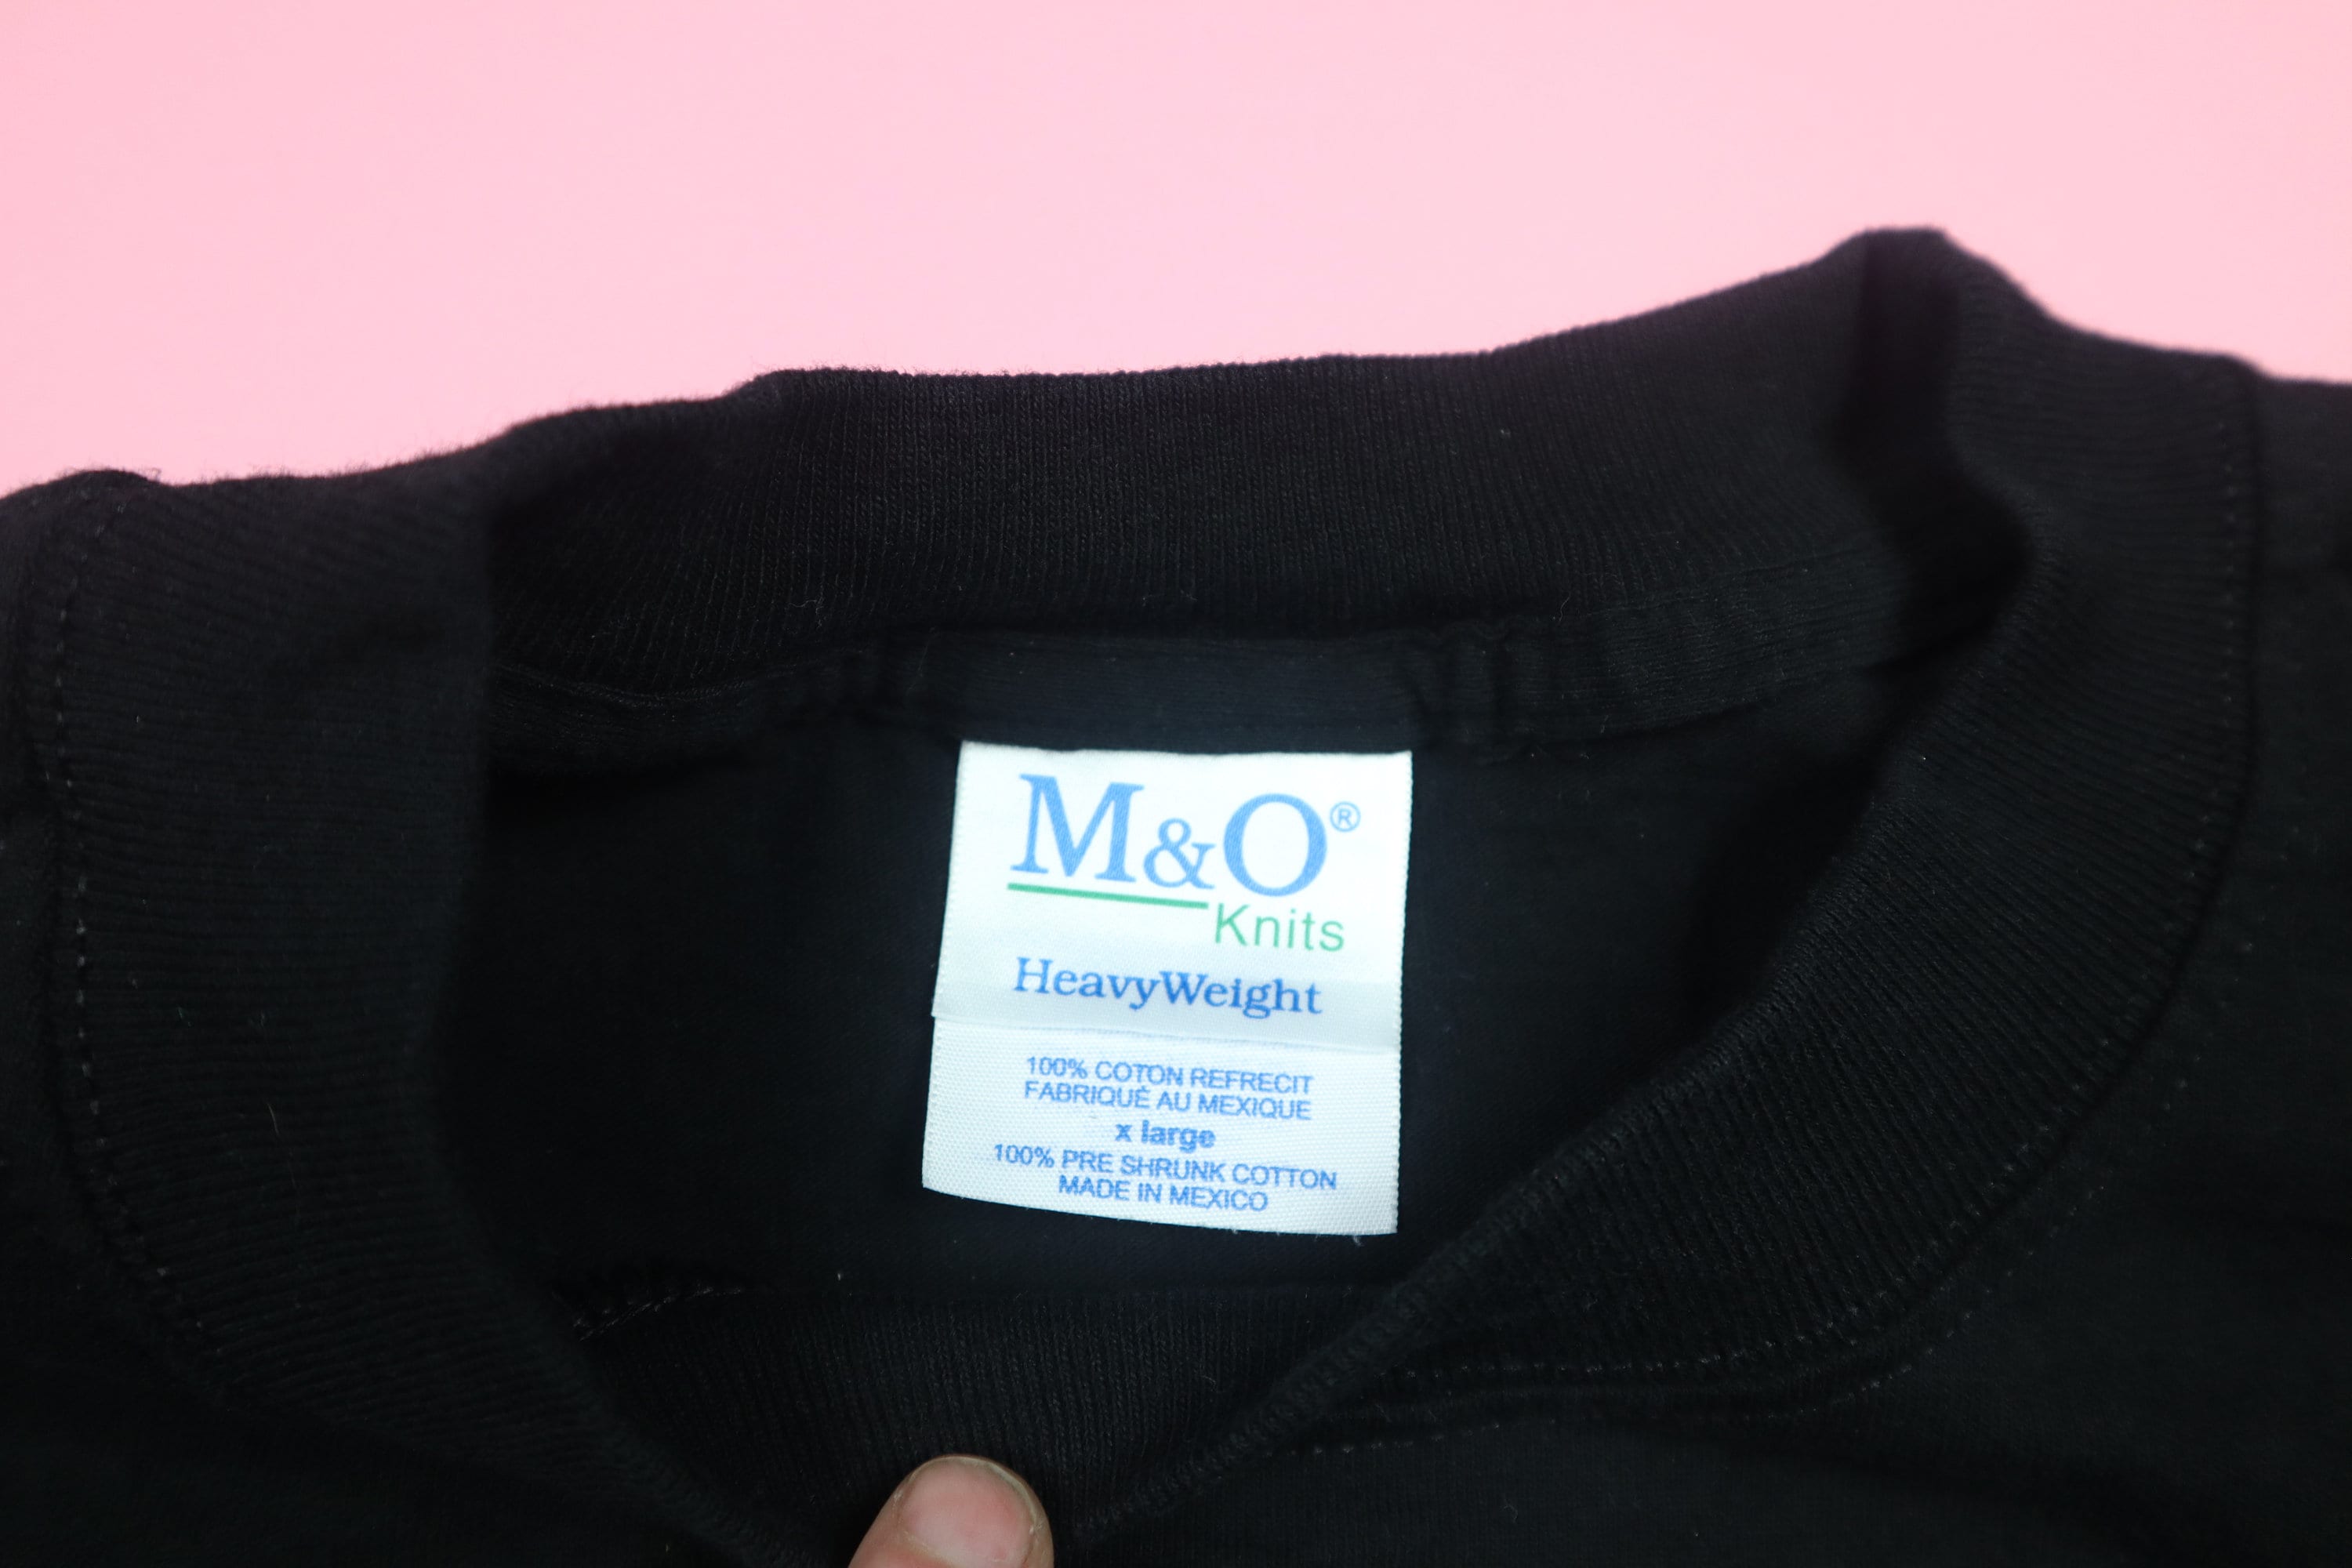 M&O®
Knits
HeavyWeight
100% COTON REFRECIT
FABRIQUÉ AU MEXIQUE
x large
100% PRE SHRUNK COTTON
MADE IN MEXICO